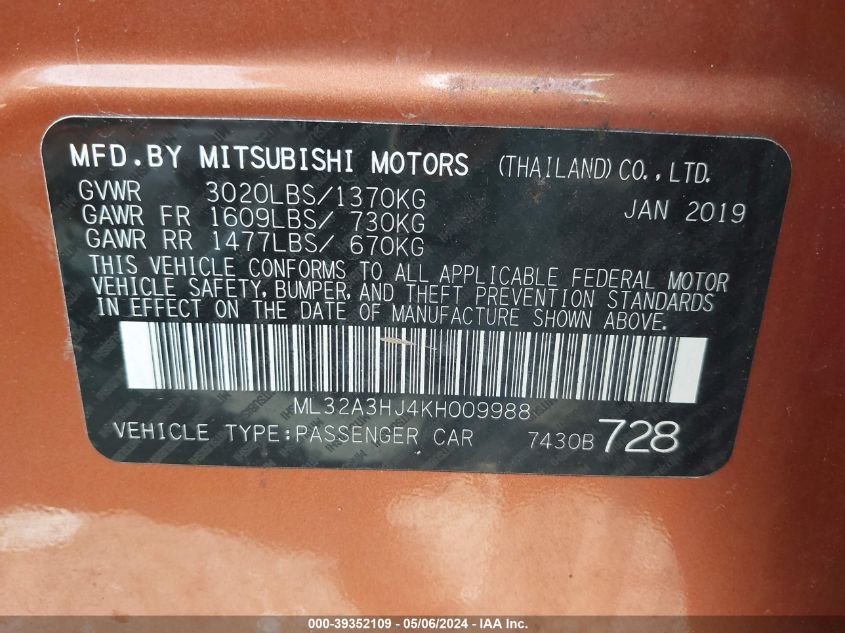 MFD.BY MITSUBISHI MOTORS (THAILAND) CO., LTD.
GVWR 3020LBS/1370KG JAN 2019
GAWR FR 1609LBS/ 730KG
GAWR RR 1477LBS/ 670KG
THIS VEHICLE CONFORMS TO ALL APPLICABLE FEDERAL MOTOR
VEHICLE SAFETY, BUMPER, AND THEFT PREVENTION STANDARDS
IN EFFECT ON THE DATE OF MANUFACTURE SHOWN ABOVE.
ML32A3HJ4KH009988
VEHICLE TYPE:PASSENGER CAR 7430B 728
000-39352109 - 05/06/2024 - IAA Inc.